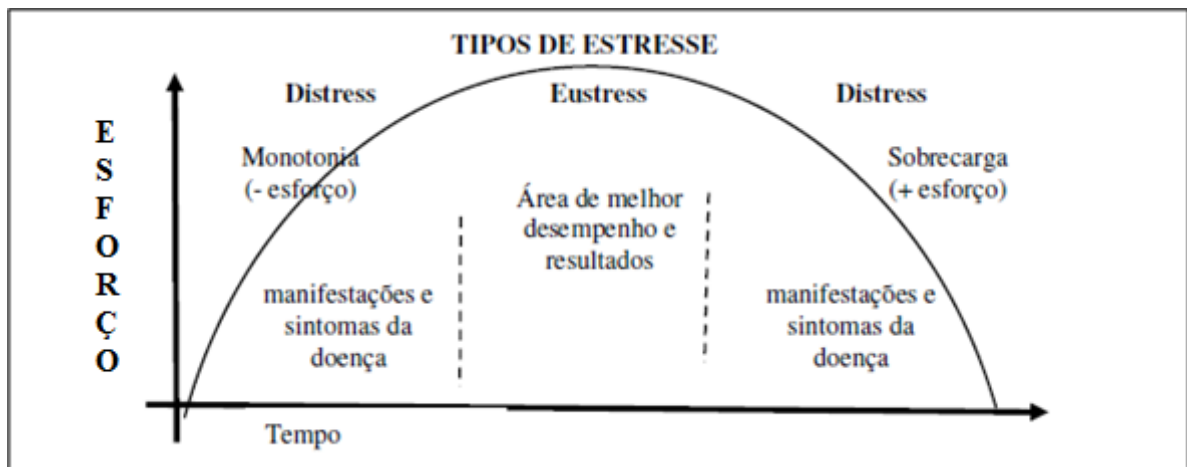 TIPOS DE ESTRESSE
Distress
Eustress
Distress
ESFORÇO
Monotonia
(- esforço)
Sobrecarga
(+ esforço)
Área de melhor
desempenho e
resultados
manifestações e
sintomas da
doença
manifestações e
sintomas da
doença
Tempo